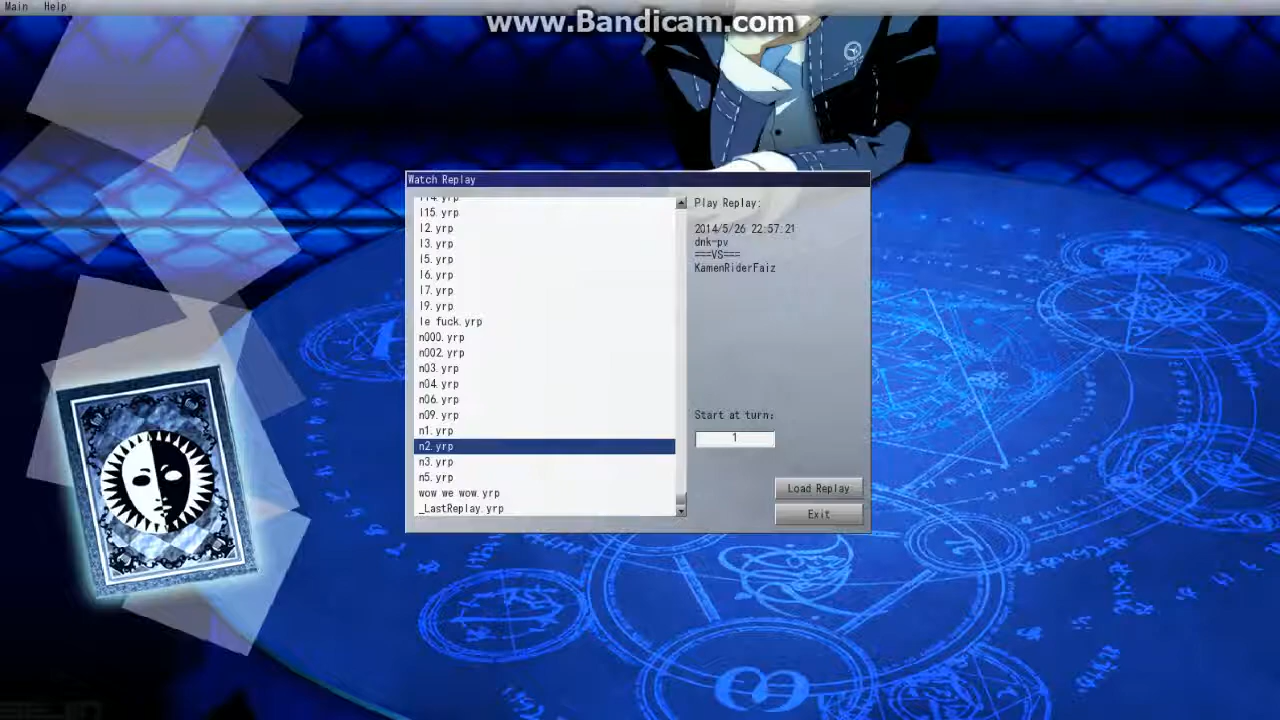 Main Help
www.Bandicam.com
Watch Replay
l14.yrp
l15.yrp
l2.yrp
l3.yrp
l5.yrp
l6.yrp
l7.yrp
l9.yrp
le fuck.yrp
n000.yrp
n002.yrp
n03.yrp
n04.yrp
n06.yrp
n09.yrp
n1.yrp
n2.yrp
n3.yrp
n5.yrp
wow we wow.yrp
_LastReplay.yrp
Play Replay:
2014/5/26 22:57:21
dnk-pv
===VS===
KamenRiderFaiz
Start at turn:
1
Load Replay
Exit